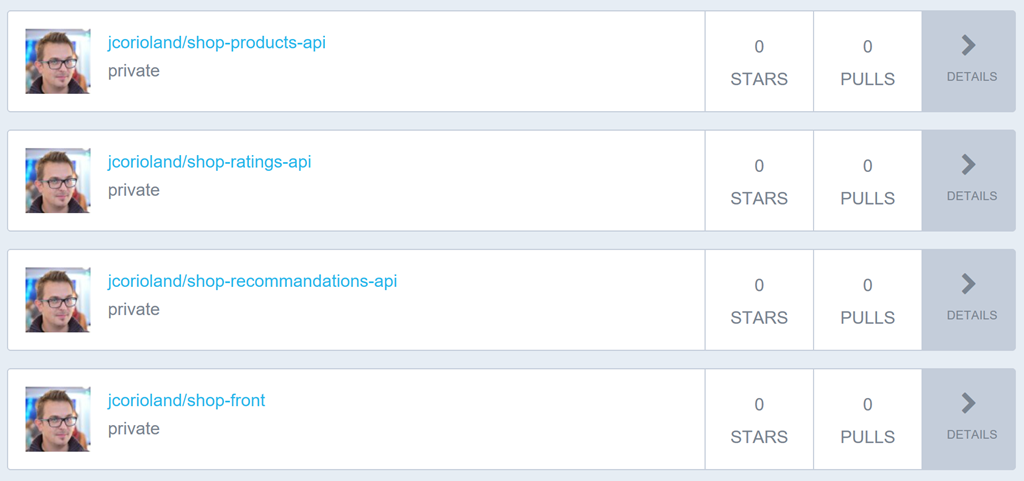 jcorioland/shop-products-api
private
0
STARS
0
PULLS
DETAILS
jcorioland/shop-ratings-api
private
0
STARS
0
PULLS
DETAILS
jcorioland/shop-recommandations-api
private
0
STARS
0
PULLS
DETAILS
jcorioland/shop-front
private
0
STARS
0
PULLS
DETAILS